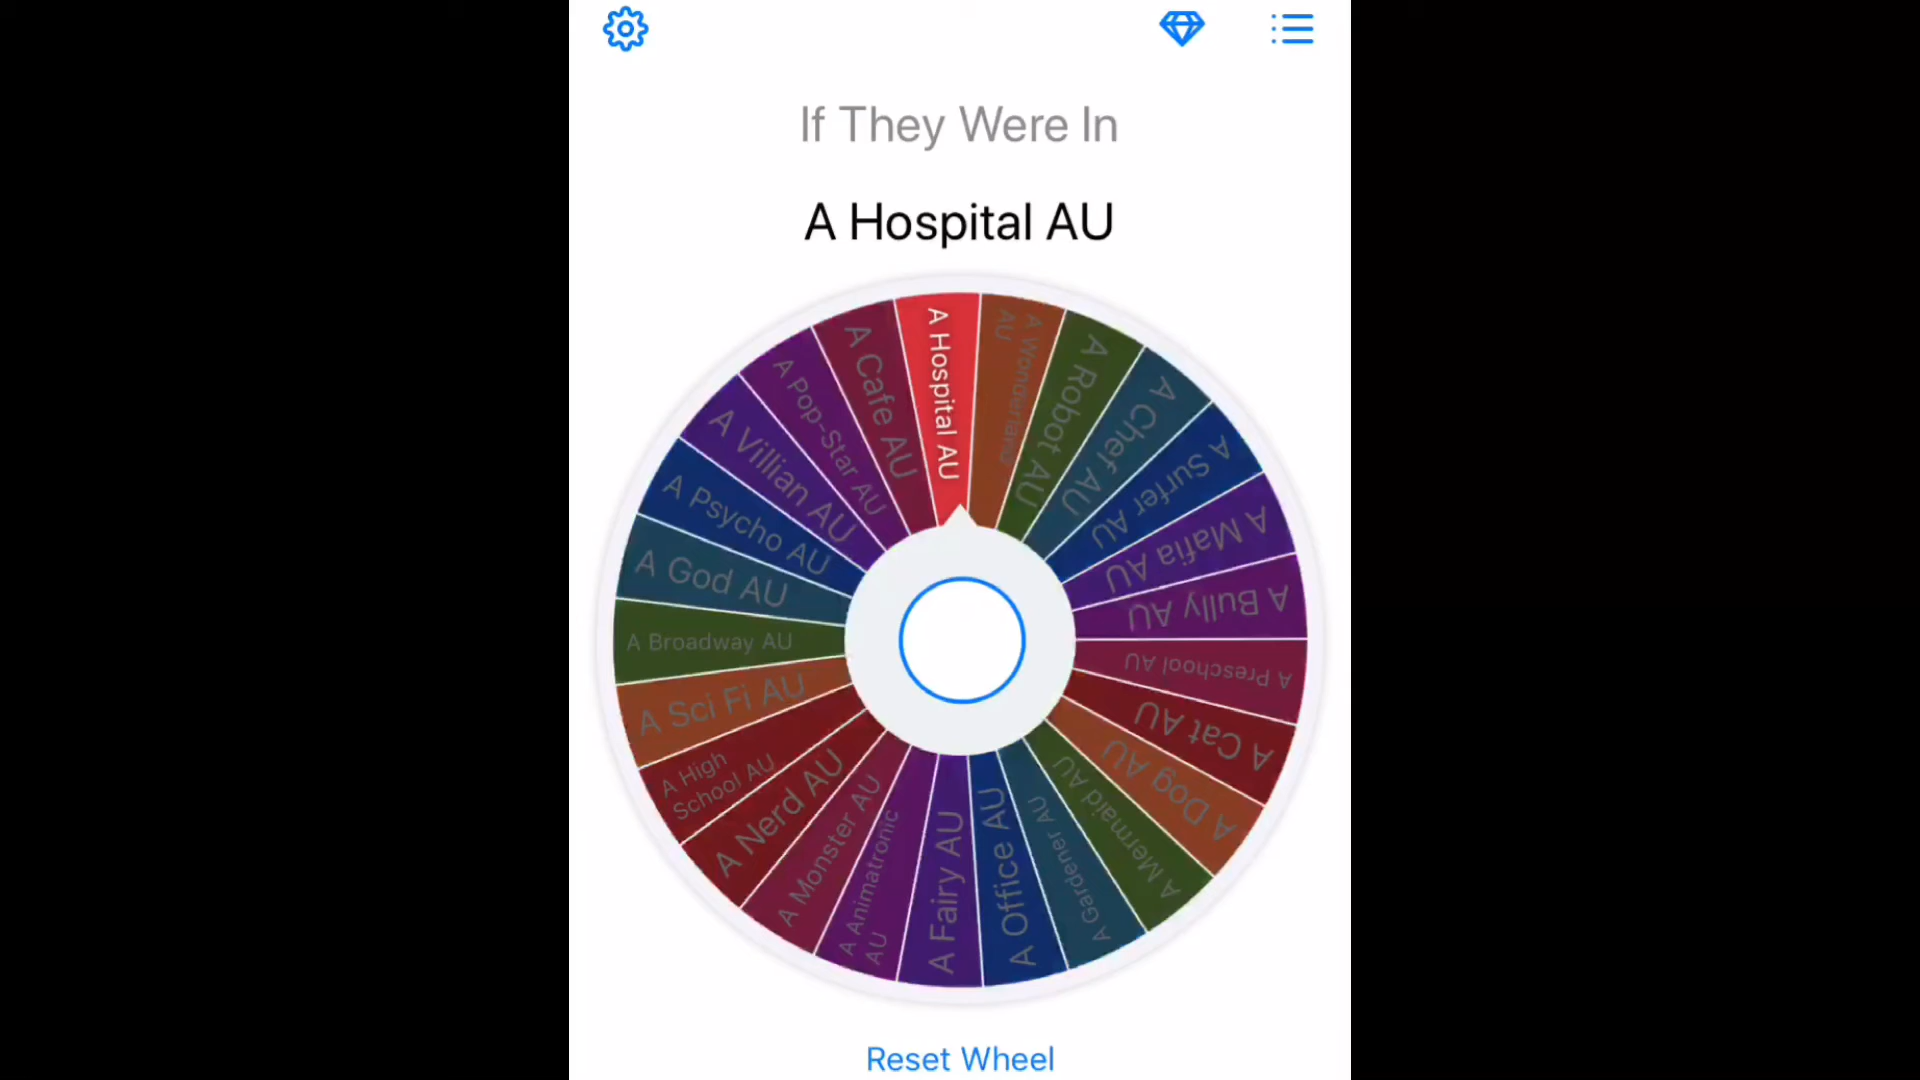 If They Were In
A Hospital AU
A Hospital AU
A Wonderland
AU
A Robot AU
A Chef AU
A Surfer AU
A Mafia AU
A Bully AU
A Preschool AU
A Cat AU
A Dog AU
A Mermaid AU
A Gardener AU
A Office AU
A Fairy AU
A Animatronic
AU
A Monster AU
A Nerd AU
A High
School AU
A Sci Fi AU
A Broadway AU
A God AU
A Psycho AU
A Villian AU
A Pop-Star AU
A Cafe AU
Reset Wheel